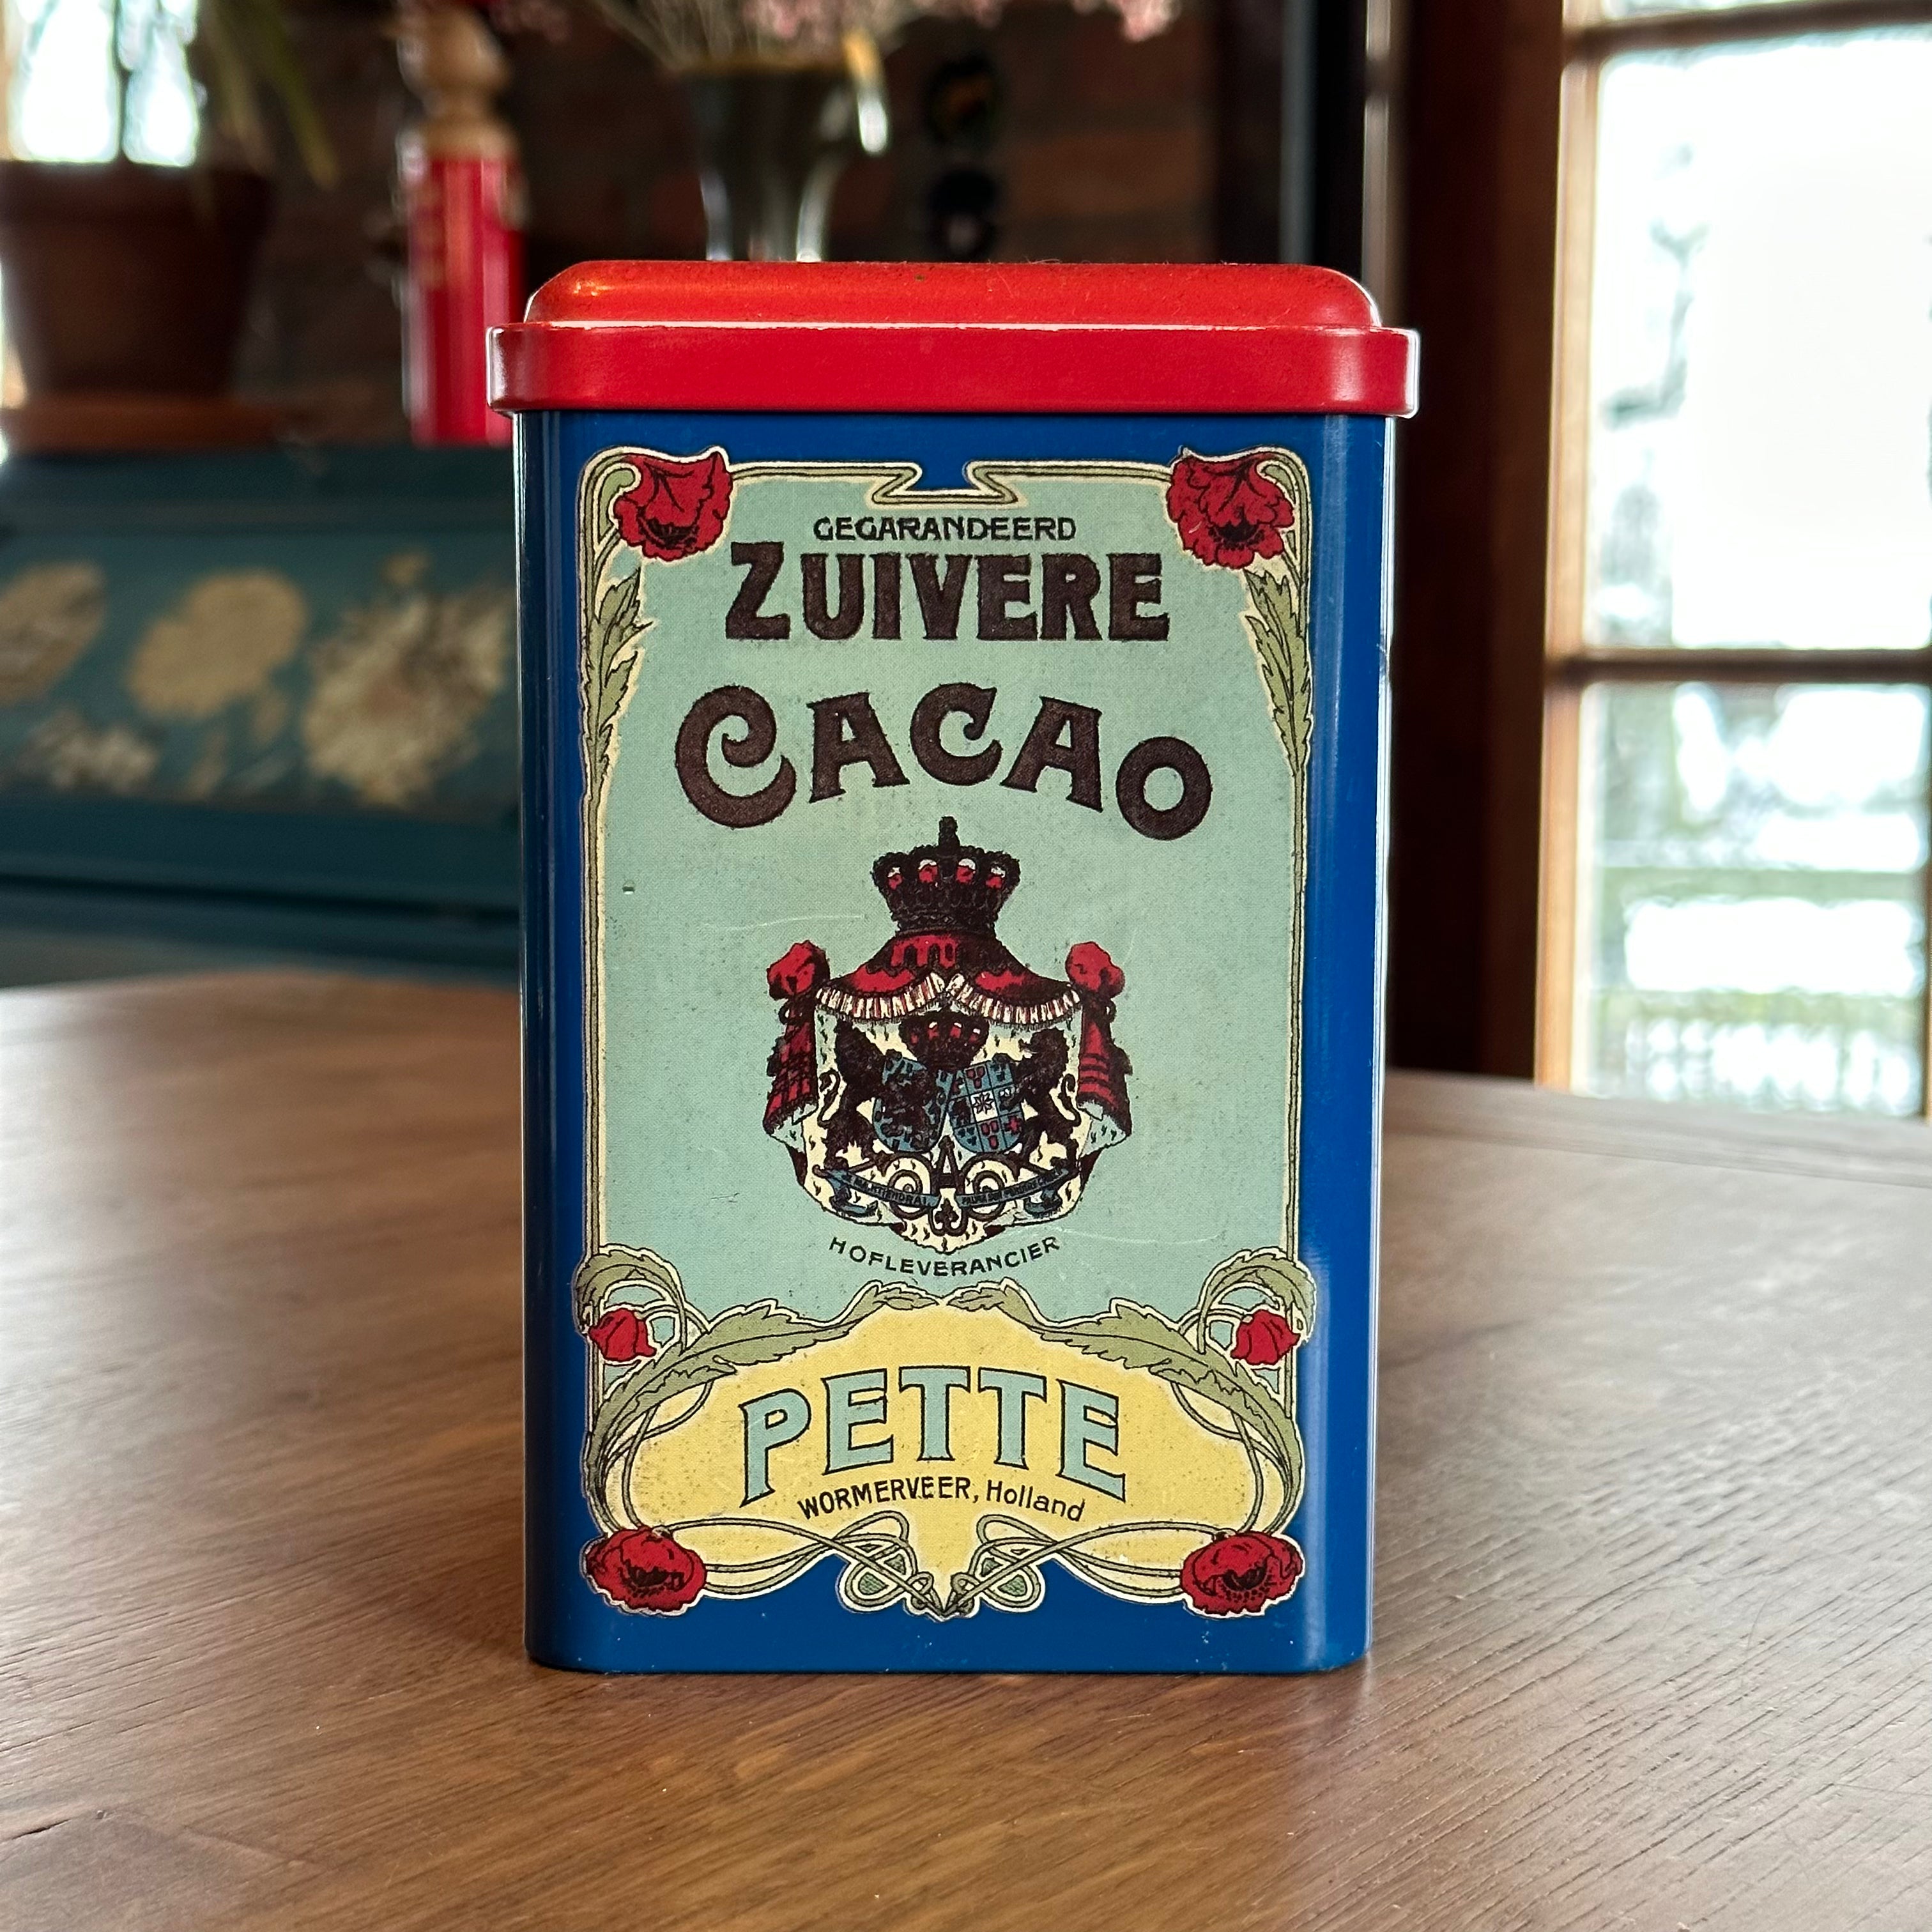 GEGARANDEERD
ZUIVERE
CACAO
HOFLEVERANCIER
PETTE
WORMERVEER, Holland